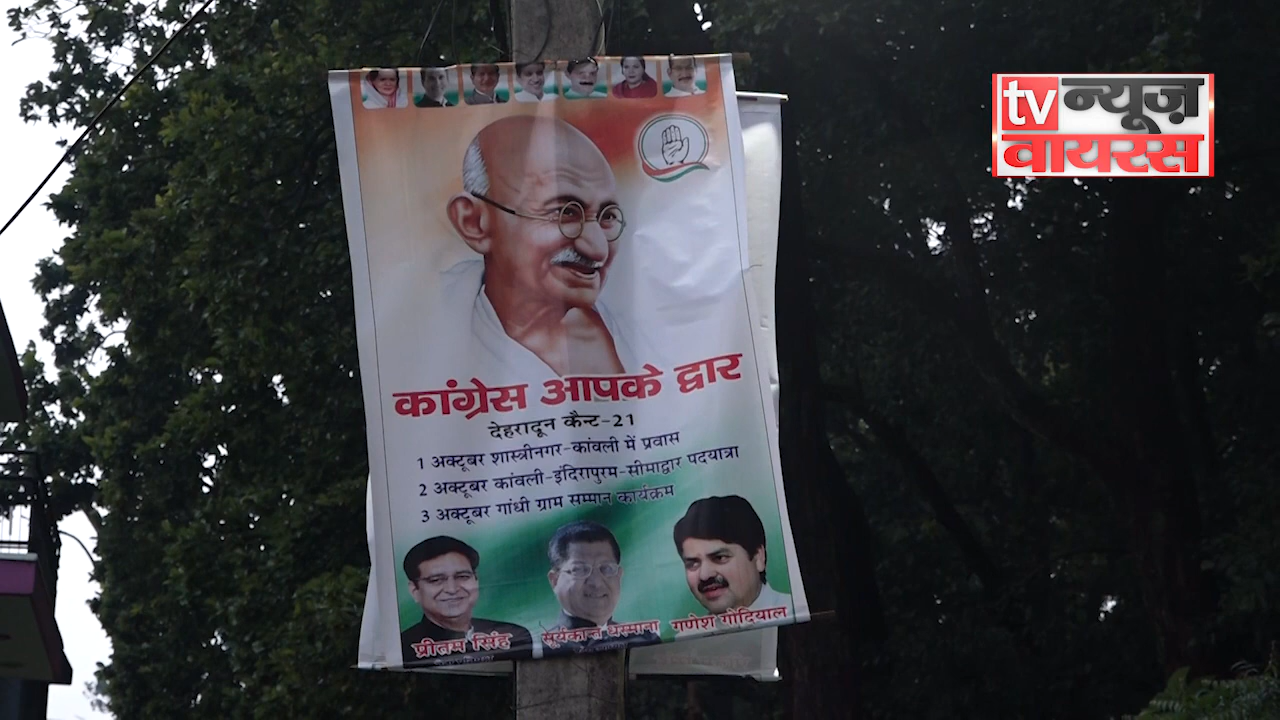 tv न्यूज़
वायरस
कांग्रेस आपके द्वार
देहरादून कैन्ट-21
1 अक्टूबर शास्त्रीनगर-कांवली में प्रवास
2 अक्टूबर कांवली-इंदिरापुरम-सीमाद्वार पदयात्रा
3 अक्टूबर गांधी ग्राम सम्मान कार्यक्रम
प्रीतम सिंह सूर्यकान्त धस्माना गणेश गोदियाल